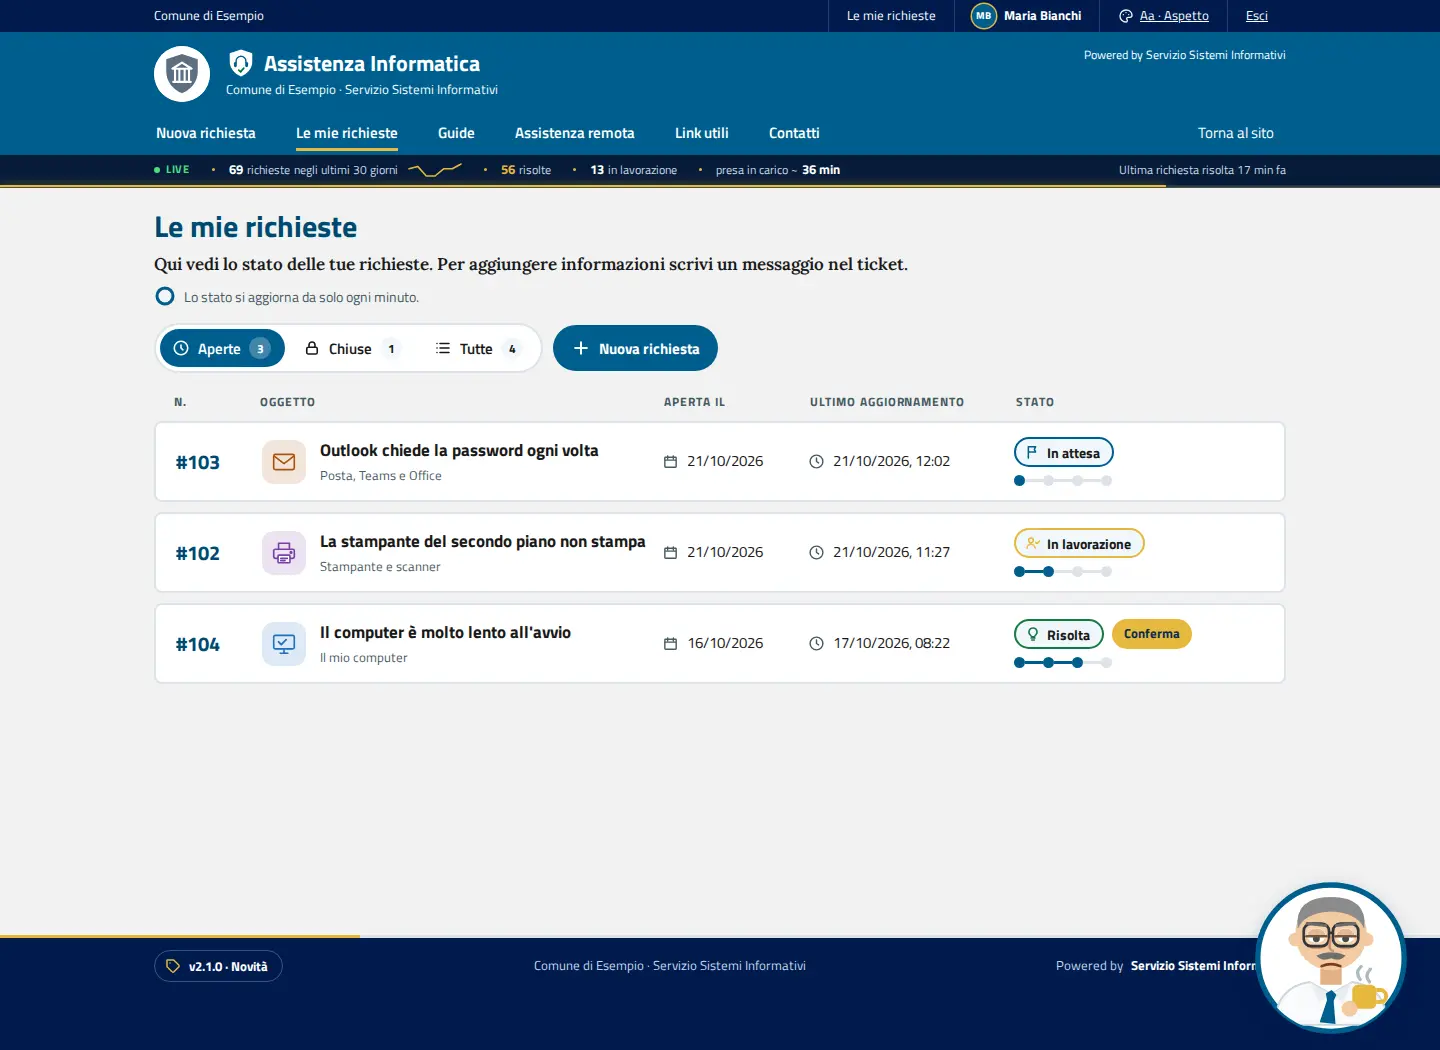 Comune di Esempio
Le mie richieste
MB Maria Bianchi
Aa · Aspetto
Esci
Assistenza Informatica
Comune di Esempio · Servizio Sistemi Informativi
Powered by Servizio Sistemi Informativi
Nuova richiesta
Le mie richieste
Guide
Assistenza remota
Link utili
Contatti
Torna al sito
LIVE • 69 richieste negli ultimi 30 giorni • 56 risolte • 13 in lavorazione • presa in carico ~ 36 min
Ultima richiesta risolta 17 min fa
Le mie richieste
Qui vedi lo stato delle tue richieste. Per aggiungere informazioni scrivi un messaggio nel ticket.
Lo stato si aggiorna da solo ogni minuto.
Aperte 3
Chiuse 1
Tutte 4
Nuova richiesta
N. OGGETTO APERTA IL ULTIMO AGGIORNAMENTO STATO
#103 Outlook chiede la password ogni volta 21/10/2026 21/10/2026, 12:02 In attesa
Posta, Teams e Office
#102 La stampante del secondo piano non stampa 21/10/2026 21/10/2026, 11:27 In lavorazione
Stampante e scanner
#104 Il computer è molto lento all'avvio 16/10/2026 17/10/2026, 08:22 Risolta Conferma
Il mio computer
v2.1.0 · Novità
Comune di Esempio · Servizio Sistemi Informativi
Powered by Servizio Sistemi